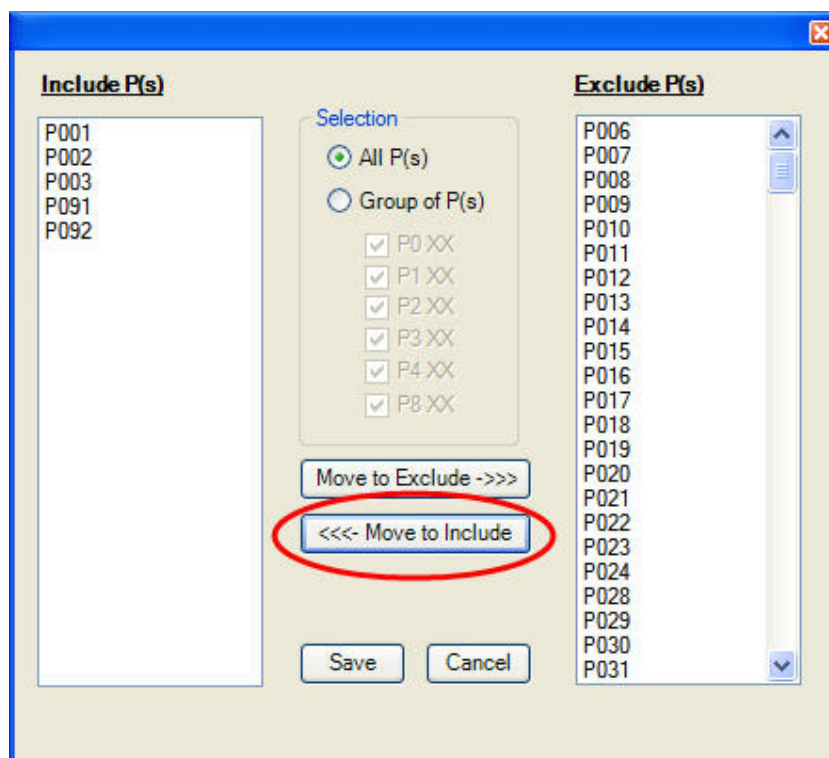 Include P(s)
P001
P002
P003
P091
P092
Selection
All P(s)
Group of P(s)
P0 XX
P1 XX
P2 XX
P3 XX
P4 XX
P8 XX
Move to Exclude ->>>
<<<- Move to Include
Save
Cancel
Exclude P(s)
P006
P007
P008
P009
P010
P011
P012
P013
P014
P015
P016
P017
P018
P019
P020
P021
P022
P023
P024
P028
P029
P030
P031